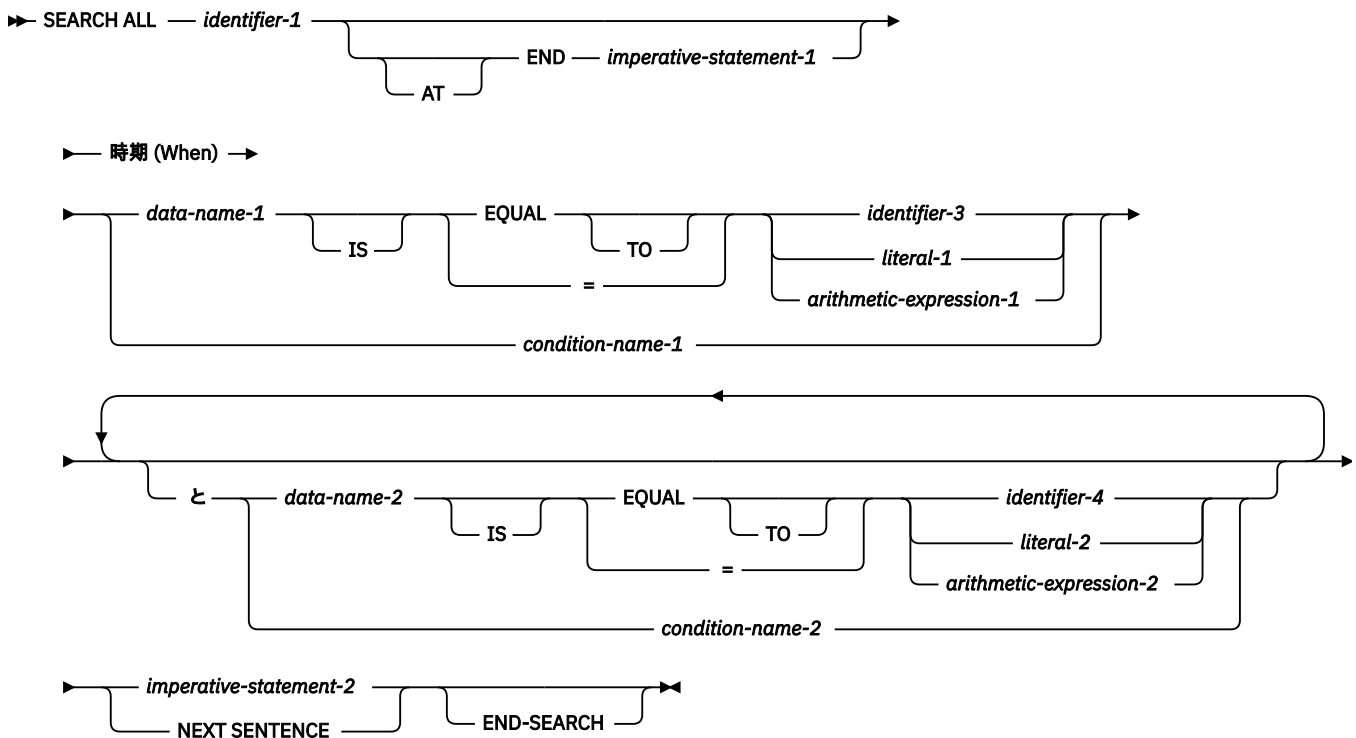 SEARCH ALL identifier-1
END imperative-statement-1
AT
時期 (When)
data-name-1 EQUAL identifier-3
IS TO literal-1
=
arithmetic-expression-1
condition-name-1
と data-name-2 EQUAL identifier-4
IS TO literal-2
=
arithmetic-expression-2
condition-name-2
imperative-statement-2
NEXT SENTENCE END-SEARCH